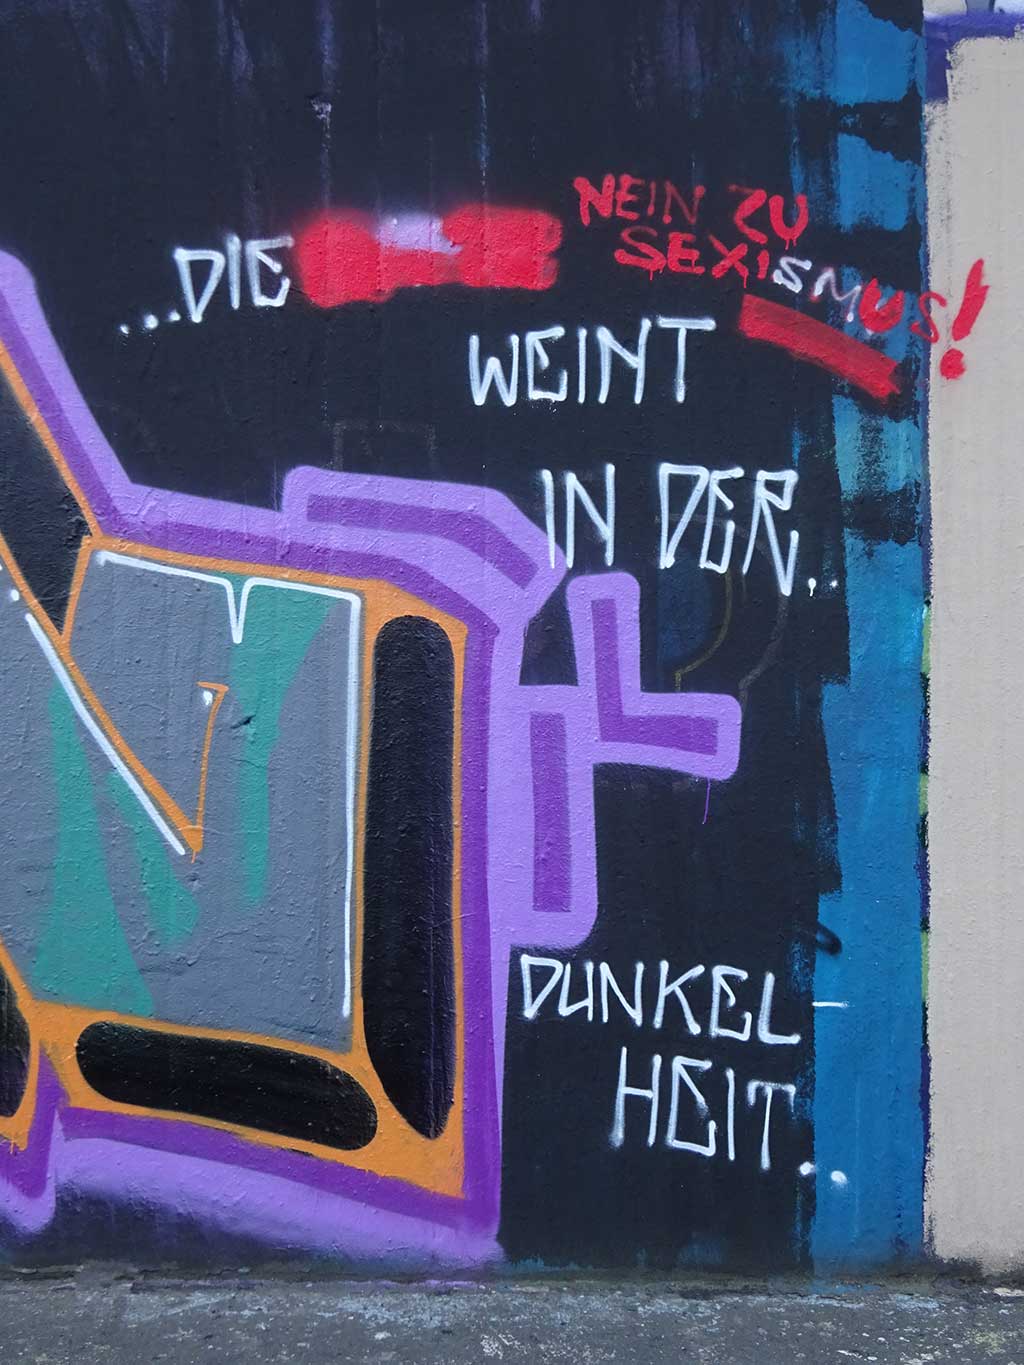 ...DIE
NEIN ZU
SEXISMUS!
WEINT
IN DER..
DUNKEL-
HEIT...